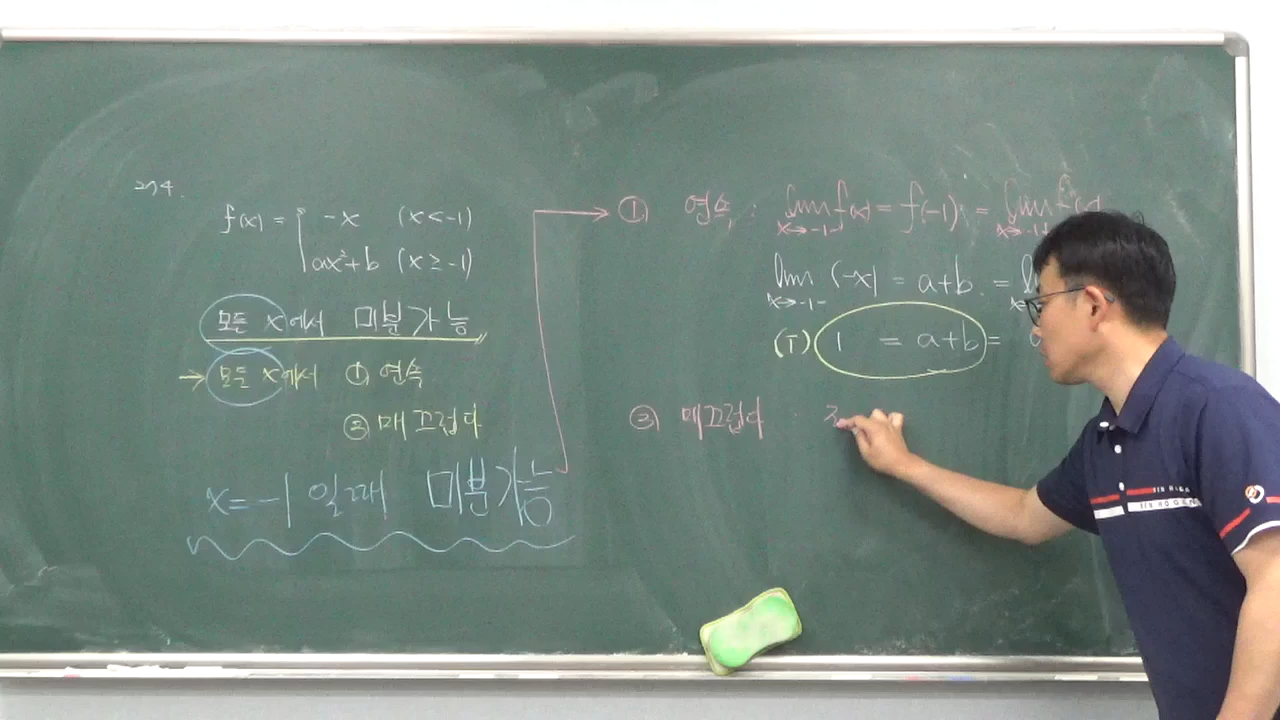 274.
f(x) = { -x (x < -1)
ax²+b (x ≥ -1)
모든 x에서 미분가능
→ 모든 x에서 ① 연속
② 매끄럽다
x = -1 일때 미분가능
① 연속 : lim x→-1- f(x) = f(-1) = lim x→-1+ f(x)
lim x→-1- (-x) = a+b =
(T) 1 = a+b =
② 매끄럽다